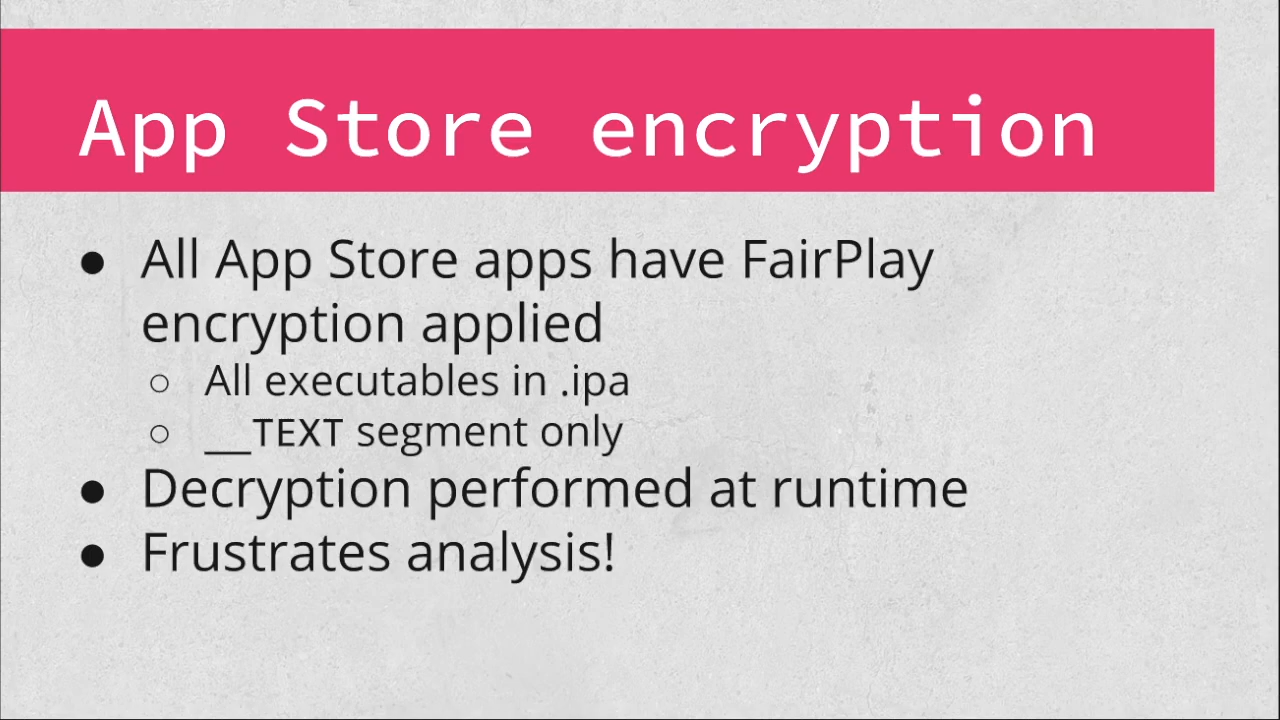 App Store encryption
● All App Store apps have FairPlay
encryption applied
○ All executables in .ipa
○ __TEXT segment only
● Decryption performed at runtime
● Frustrates analysis!